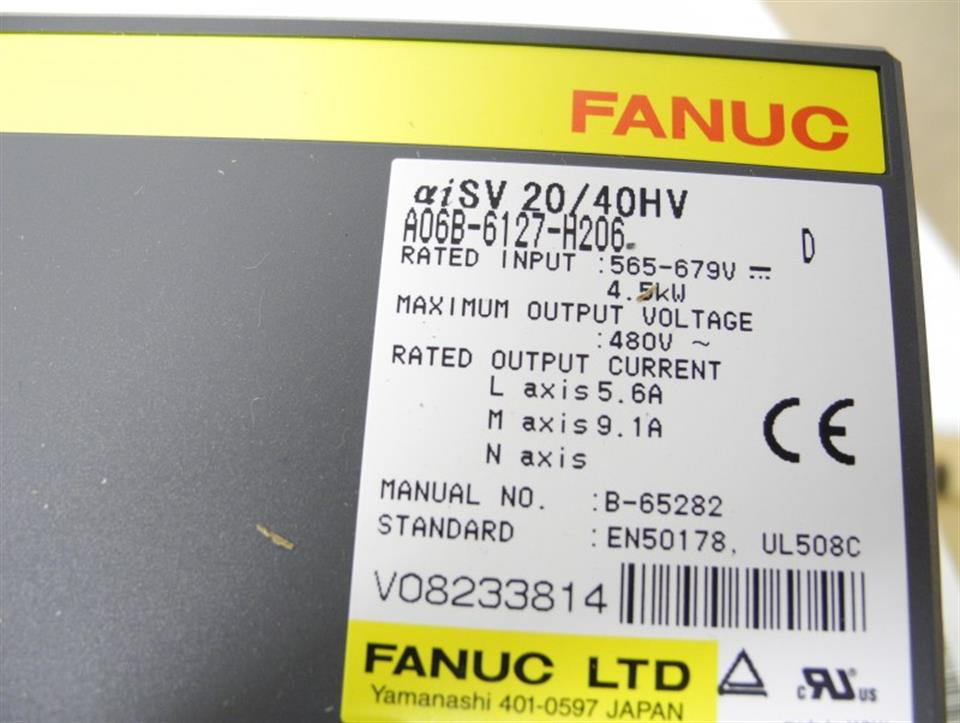 FANUC
αiSV 20/40HV
A06B-6127-H206 D
RATED INPUT :565-679V ⎓
4.5kW
MAXIMUM OUTPUT VOLTAGE
:480V ~
RATED OUTPUT CURRENT
L axis 5.6A
M axis 9.1A
N axis
MANUAL NO. :B-65282
STANDARD :EN50178, UL508C
CE
V08233814
FANUC LTD
Yamanashi 401-0597 JAPAN
c RU US